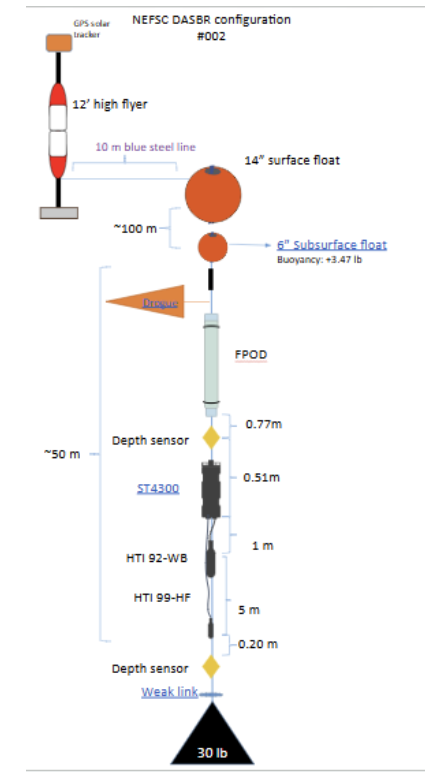 NEFSC DASBR configuration
#002
GPS solar
tracker
12' high flyer
10 m blue steel line
14" surface float
~100 m
6" Subsurface float
Buoyancy: +3.47 lb
Drogue
FPOD
0.77m
Depth sensor
~50 m
0.51m
ST4300
1 m
HTI 92-WB
HTI 99-HF
5 m
0.20 m
Depth sensor
Weak link
30 lb